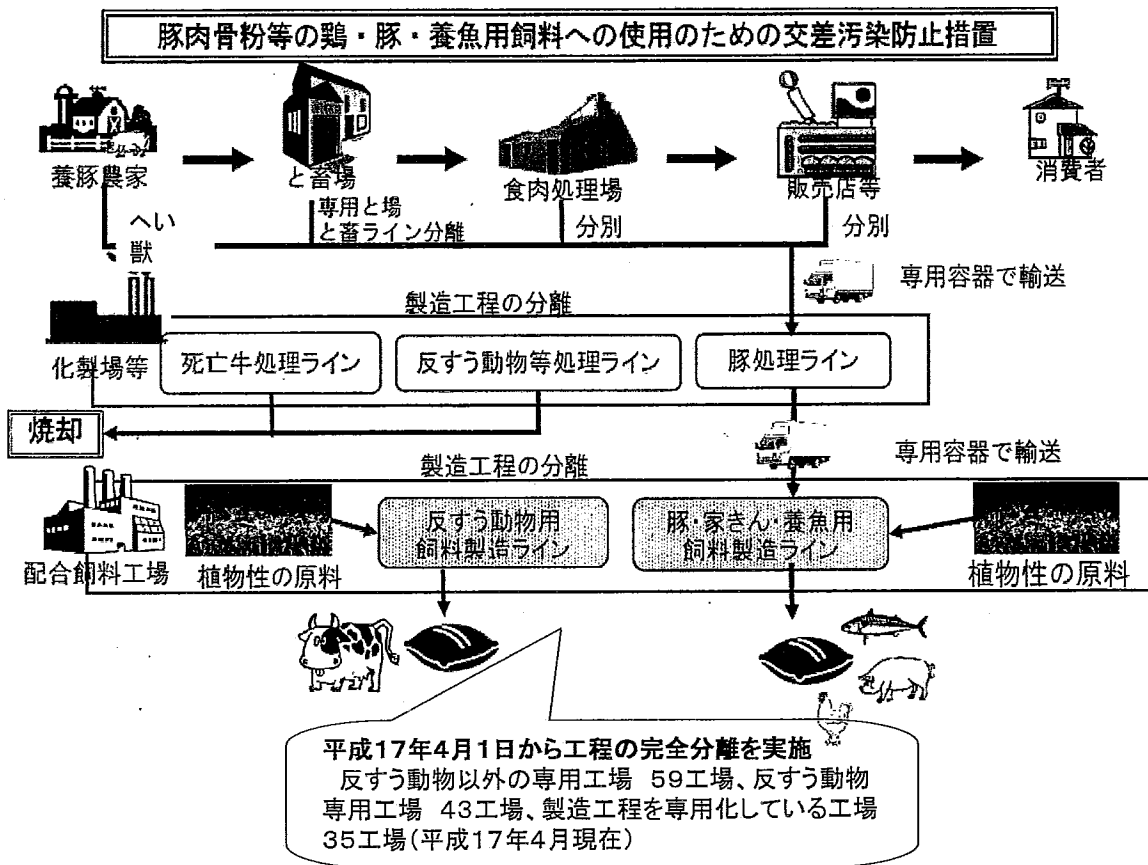 豚肉骨粉等の鶏・豚・養魚用飼料への使用のための交差汚染防止措置
養豚農家
と畜場
食肉処理場
販売店等
消費者
へい
獣
専用と場
と畜ライン分離
分別
分別
専用容器で輸送
製造工程の分離
化製場等
死亡牛処理ライン
反すう動物等処理ライン
豚処理ライン
焼却
専用容器で輸送
製造工程の分離
配合飼料工場
植物性の原料
反すう動物用
飼料製造ライン
豚・家きん・養魚用
飼料製造ライン
植物性の原料
平成17年4月1日から工程の完全分離を実施
反すう動物以外の専用工場 59工場、反すう動物
専用工場 43工場、製造工程を専用化している工場
35工場(平成17年4月現在)